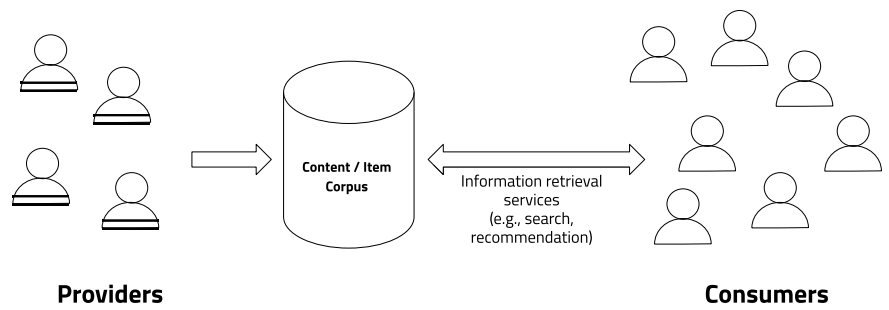 Content / Item
Corpus
Information retrieval
services
(e.g., search,
recommendation)
Providers
Consumers